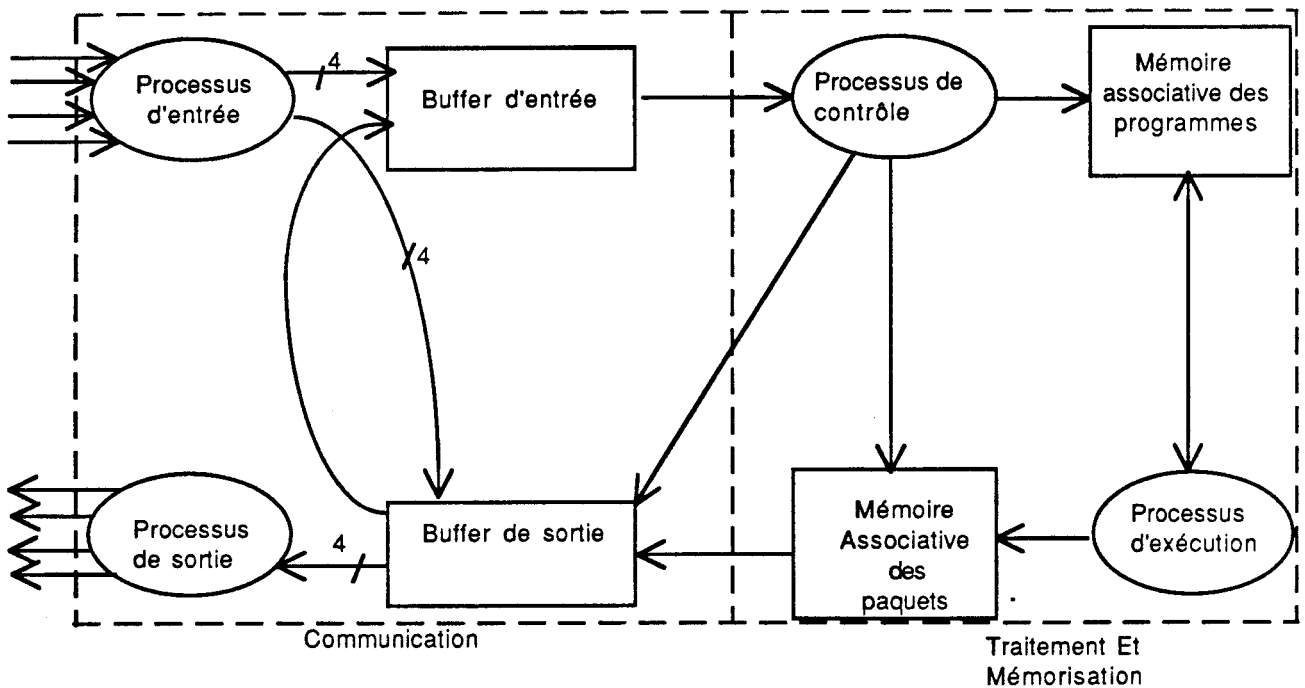 Processus
d'entrée
4
Buffer d'entrée
Processus de
contrôle
Mémoire
associative des
programmes
4
Processus
de sortie
4
Buffer de sortie
Mémoire
Associative
des
paquets
Processus
d'exécution
Communication
Traitement Et
Mémorisation